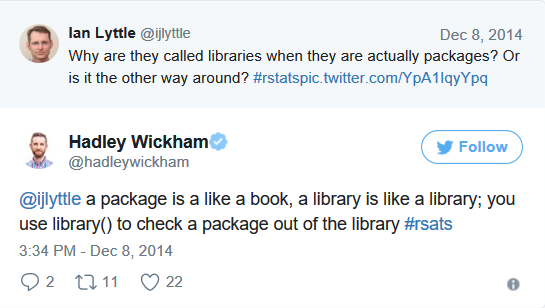 Ian Lyttle @ijlyttle Dec 8, 2014
Why are they called libraries when they are actually packages? Or
is it the other way around? #rstatspic.twitter.com/YpA1IqyYpq
Hadley Wickham
@hadleywickham
Follow
@ijlyttle a package is a like a book, a library is like a library; you
use library() to check a package out of the library #rsats
3:34 PM - Dec 8, 2014
2 11 22